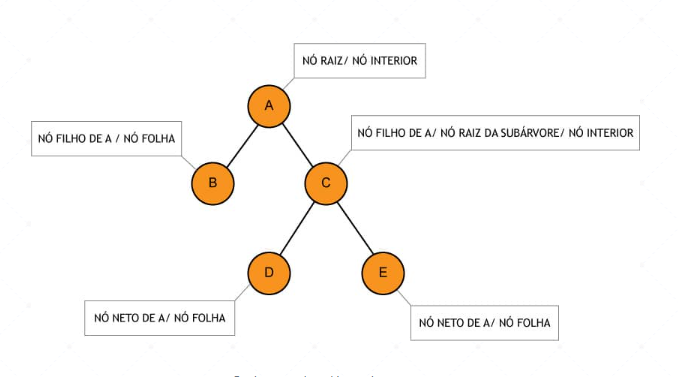 NÓ RAIZ/ NÓ INTERIOR
A
NÓ FILHO DE A / NÓ FOLHA
NÓ FILHO DE A/ NÓ RAIZ DA SUBÁRVORE/ NÓ INTERIOR
B
C
D
E
NÓ NETO DE A/ NÓ FOLHA
NÓ NETO DE A/ NÓ FOLHA